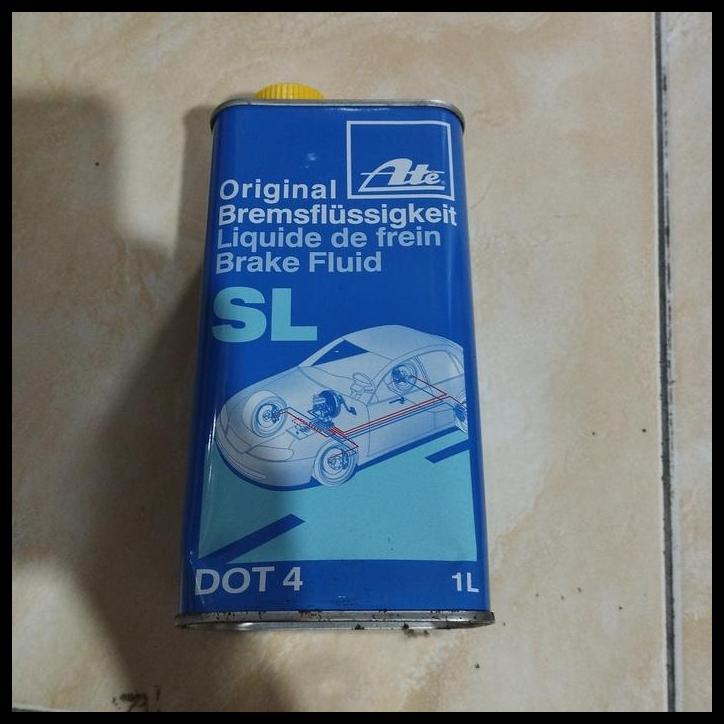 Ate
Original
Bremsflüssigkeit
Liquide de frein
Brake Fluid
SL
DOT 4
1L